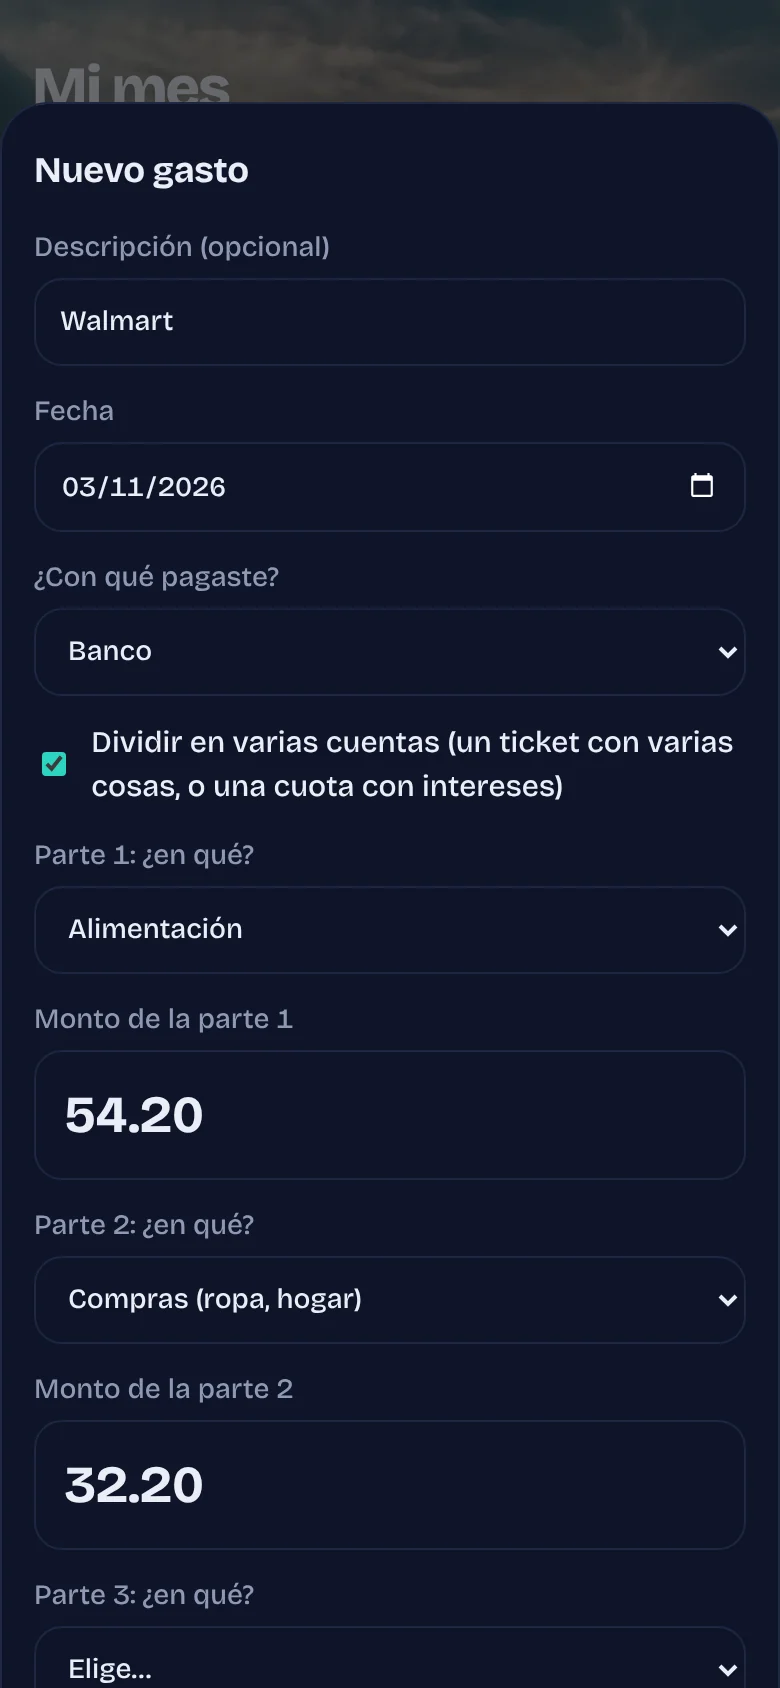 Mi mes
Nuevo gasto
Descripción (opcional)
Walmart
Fecha
03/11/2026
¿Con qué pagaste?
Banco
Dividir en varias cuentas (un ticket con varias
cosas, o una cuota con intereses)
Parte 1: ¿en qué?
Alimentación
Monto de la parte 1
54.20
Parte 2: ¿en qué?
Compras (ropa, hogar)
Monto de la parte 2
32.20
Parte 3: ¿en qué?
Elige...